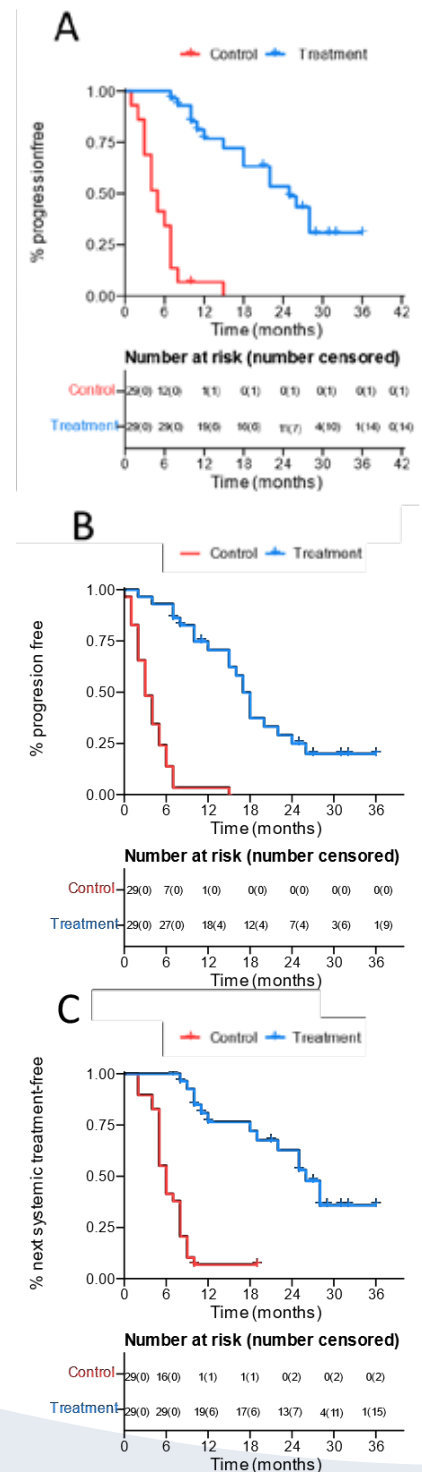 A
Control Treatment
% progressionfree
1.00
0.75
0.50
0.25
0.00
0 6 12 18 24 30 36 42
Time (months)
Number at risk (number censored)
Control 29(0) 12(0) 1(1) 0(1) 0(1) 0(1) 0(1) 0(1)
Treatment 29(0) 29(0) 19(6) 16(6) 11(7) 4(10) 1(14) 0(14)
0 6 12 18 24 30 36 42
Time (months)
B
Control Treatment
% progresion free
1.00
0.75
0.50
0.25
0.00
0 6 12 18 24 30 36
Time (months)
Number at risk (number censored)
Control 29(0) 7(0) 1(0) 0(0) 0(0) 0(0) 0(0)
Treatment 29(0) 27(0) 18(4) 12(4) 7(4) 3(6) 1(9)
0 6 12 18 24 30 36
Time (months)
C
Control Treatment
% next systemic treatment-free
1.00
0.75
0.50
0.25
0.00
0 6 12 18 24 30 36
Time (months)
Number at risk (number censored)
Control 29(0) 16(0) 1(1) 1(1) 0(2) 0(2) 0(2)
Treatment 29(0) 29(0) 19(6) 17(6) 13(7) 4(11) 1(15)
0 6 12 18 24 30 36
Time (months)